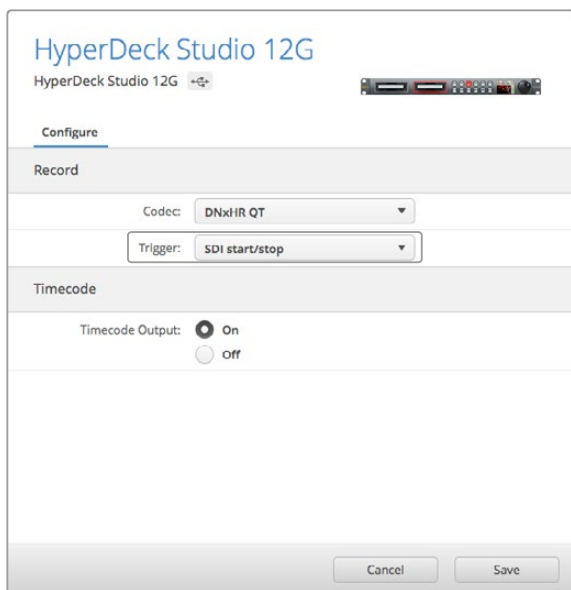 HyperDeck Studio 12G
HyperDeck Studio 12G
Configure
Record
Codec: DNxHR QT
Trigger: SDI start/stop
Timecode
Timecode Output: On
Off
Cancel Save